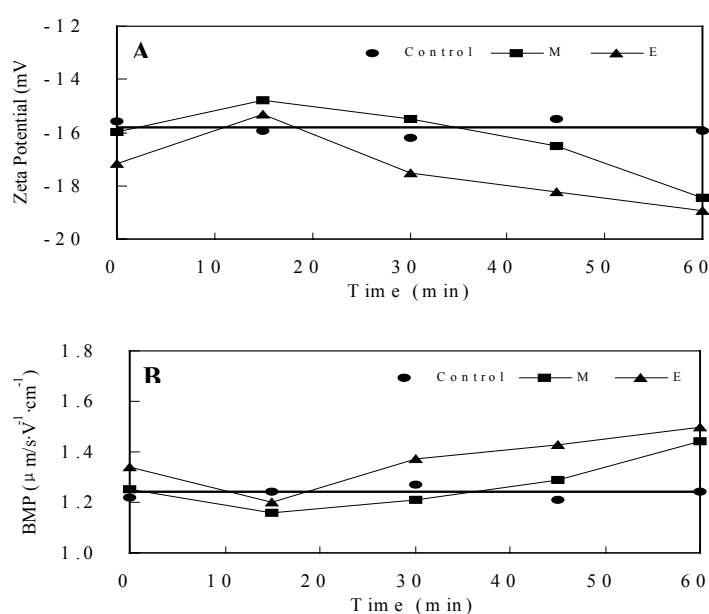 -12
A
Control M E
-14
-16
-18
-20
Zeta Potential (mV
0 10 20 30 40 50 60
Time (min)
1.8
B
Control M E
1.6
1.4
1.2
1.0
BMP (μm/s·V⁻¹·cm⁻¹)
0 10 20 30 40 50 60
Time (min)